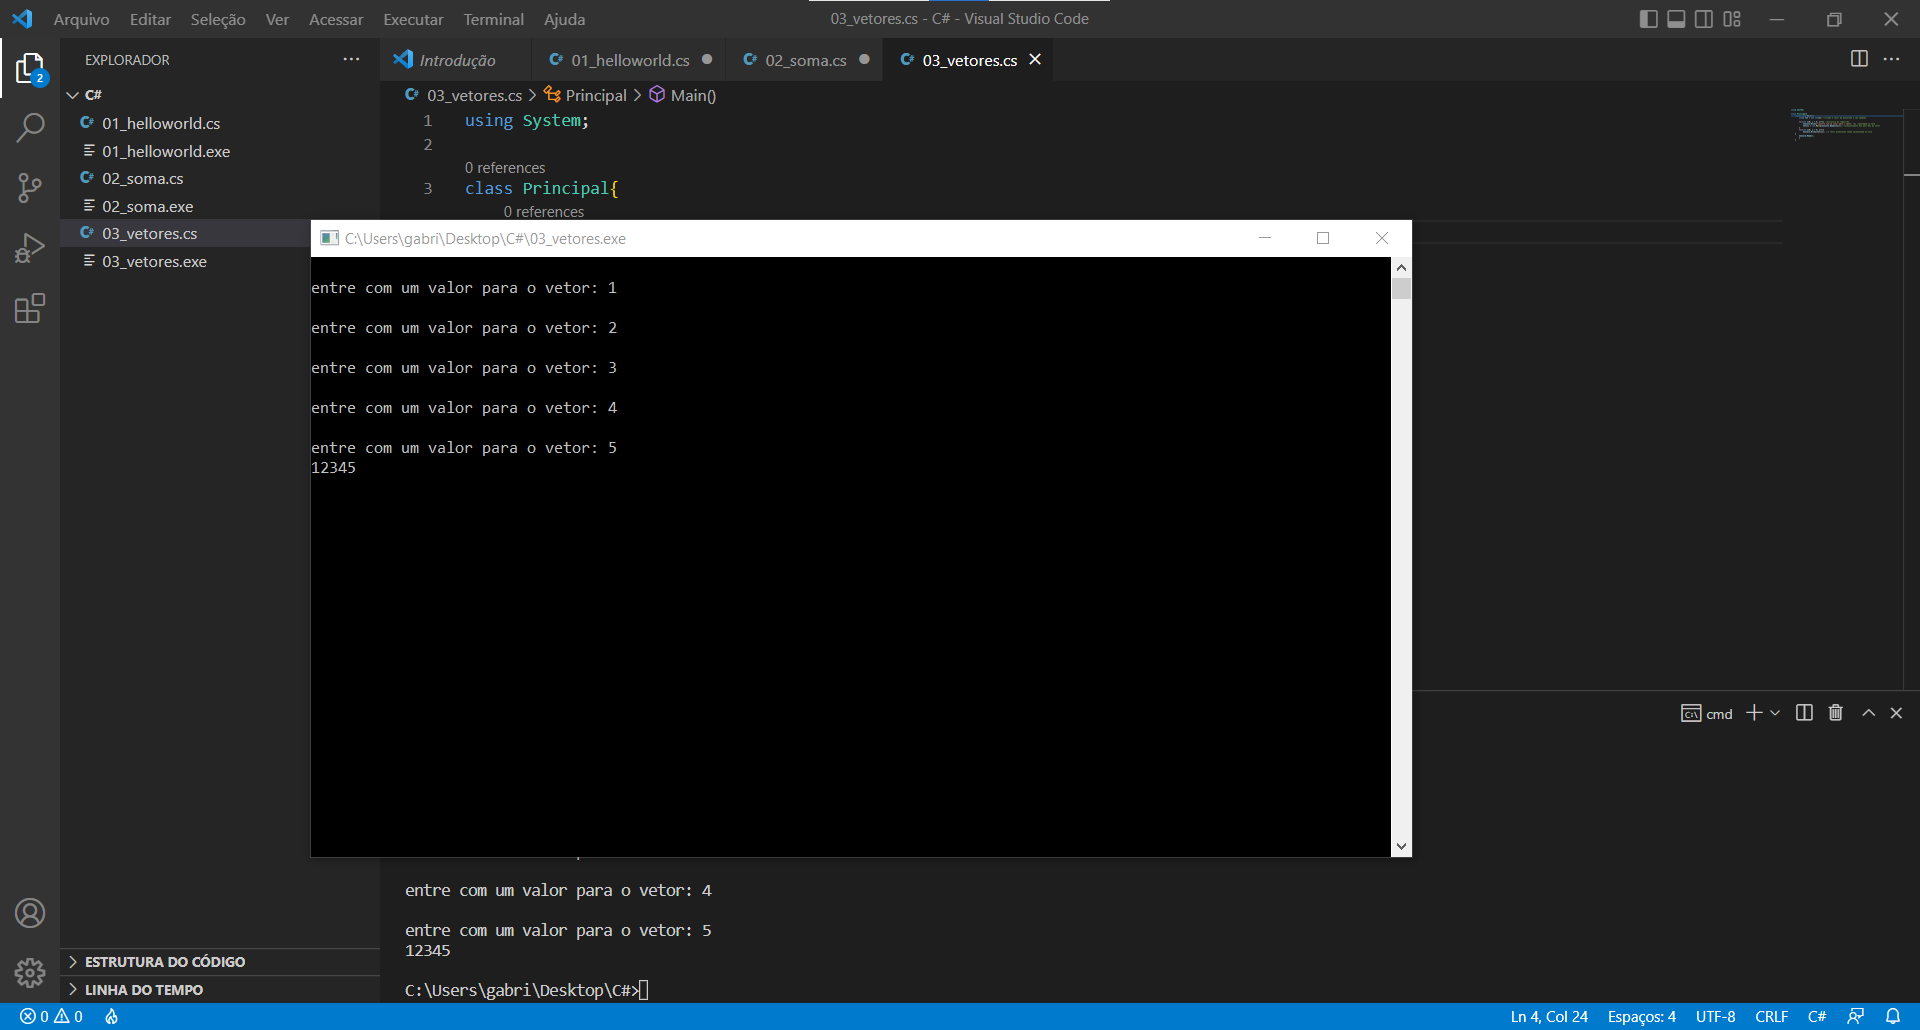 Arquivo Editar Seleção Ver Acessar Executar Terminal Ajuda
03_vetores.cs - C# - Visual Studio Code
2
EXPLORADOR
C#
C# 01_helloworld.cs
01_helloworld.exe
C# 02_soma.cs
02_soma.exe
C# 03_vetores.cs
03_vetores.exe
ESTRUTURA DO CÓDIGO
LINHA DO TEMPO
Introdução C# 01_helloworld.cs C# 02_soma.cs C# 03_vetores.cs
C# 03_vetores.cs > Principal > Main()
1 using System;
2
0 references
3 class Principal{
0 references
C:\Users\gabri\Desktop\C#\03_vetores.exe
entre com um valor para o vetor: 1
entre com um valor para o vetor: 2
entre com um valor para o vetor: 3
entre com um valor para o vetor: 4
entre com um valor para o vetor: 5
12345
cmd
entre com um valor para o vetor: 4
entre com um valor para o vetor: 5
12345
C:\Users\gabri\Desktop\C#>
0 0
Ln 4, Col 24 Espaços: 4 UTF-8 CRLF C#